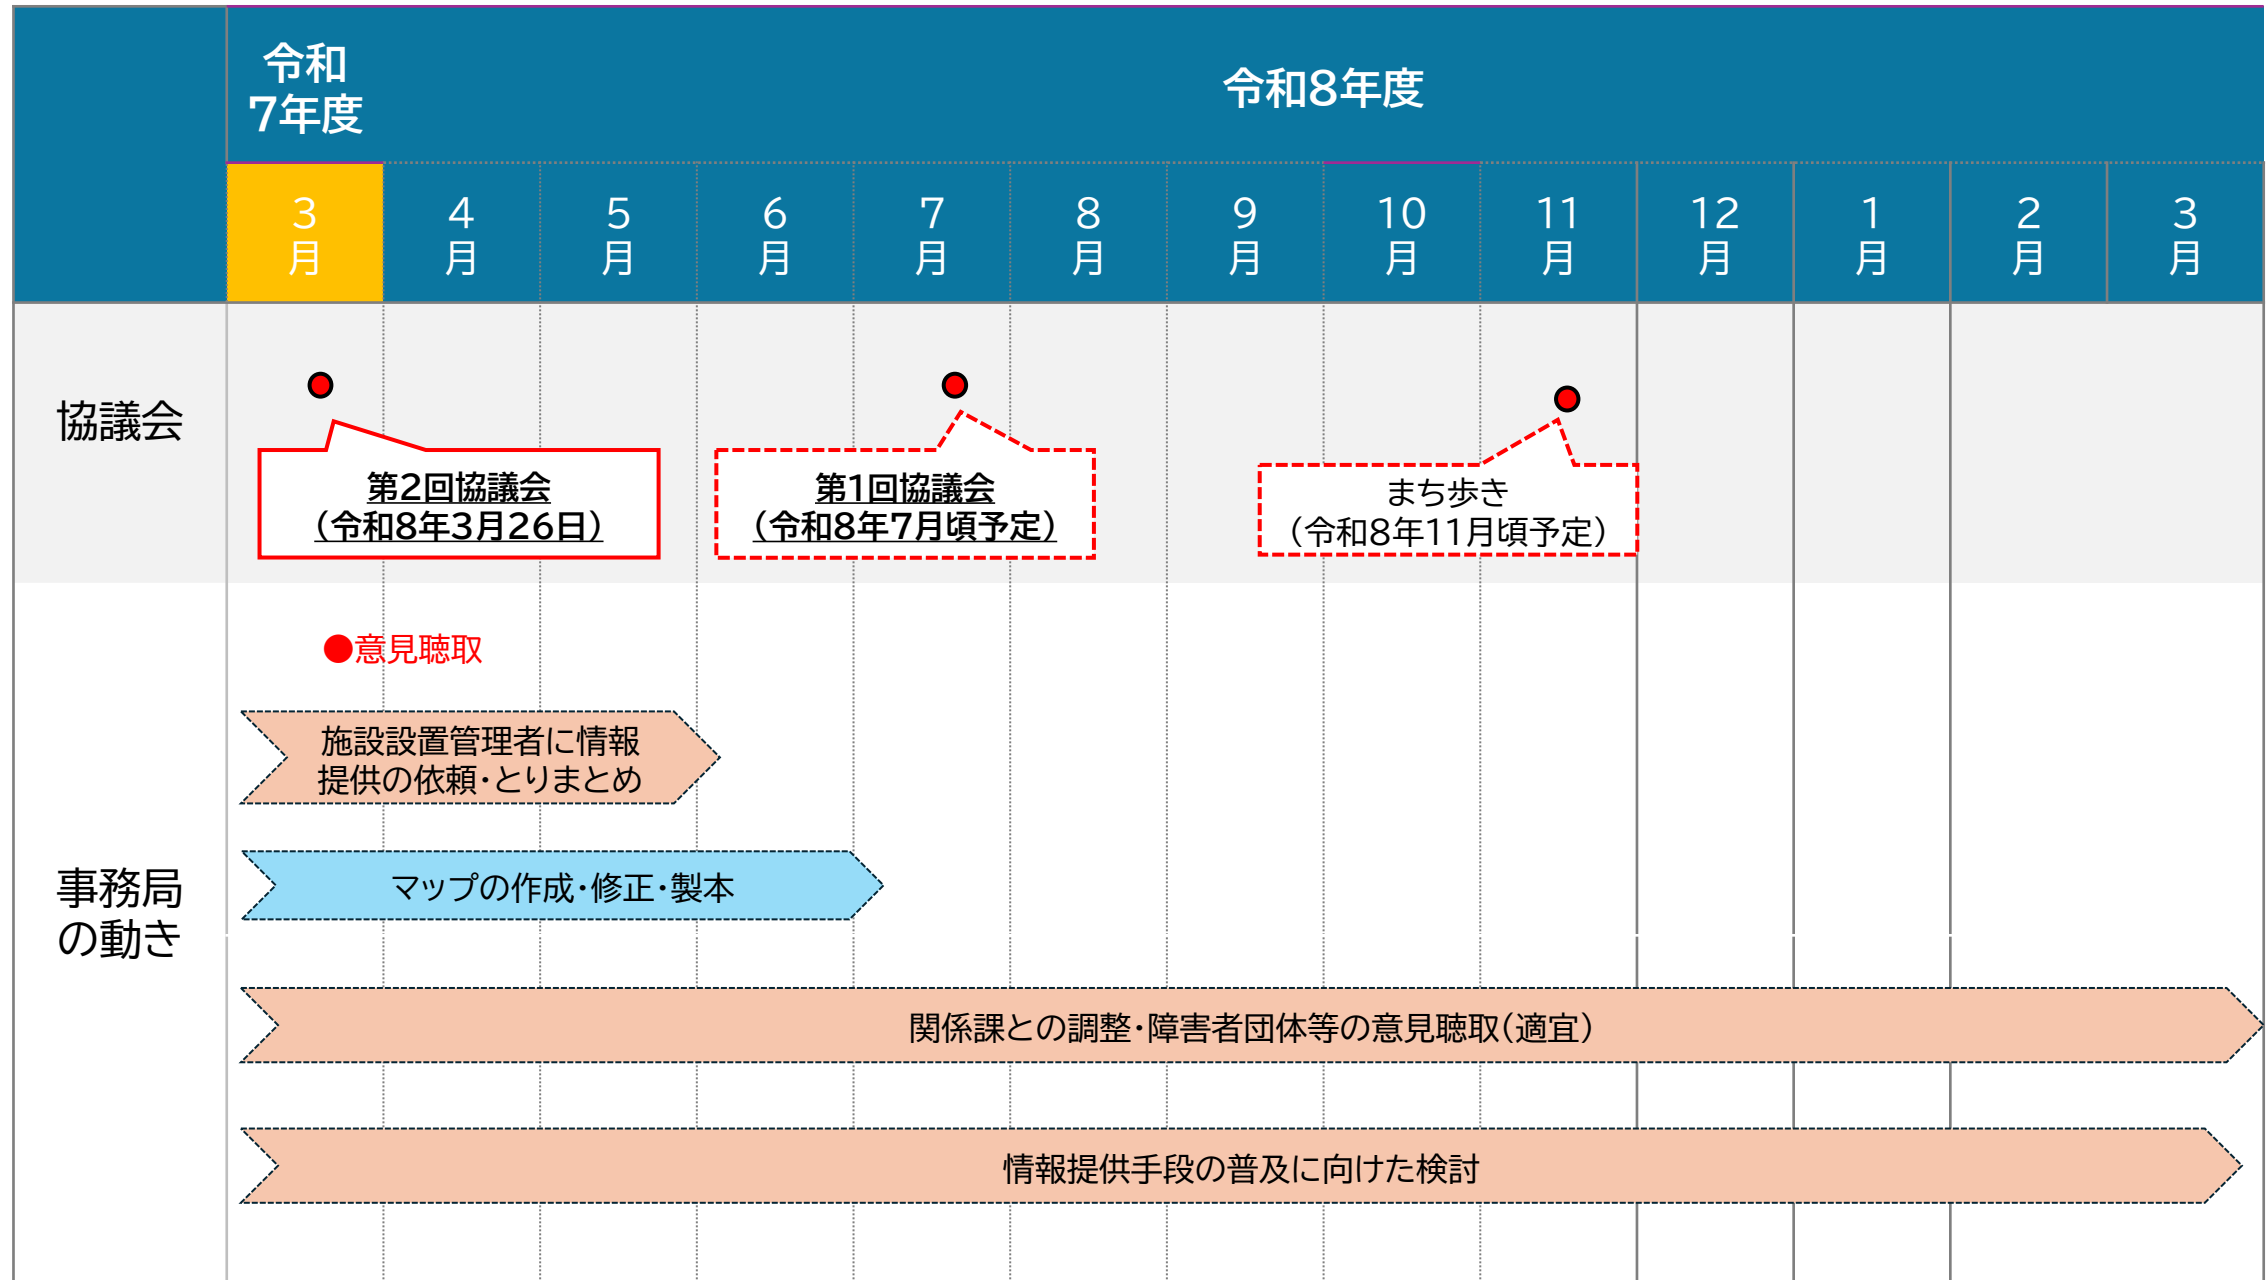 令和
7年度
令和8年度
3
月
4
月
5
月
6
月
7
月
8
月
9
月
10
月
11
月
12
月
1
月
2
月
3
月
協議会
第2回協議会
（令和8年3月26日）
第1回協議会
（令和8年7月頃予定）
まち歩き
（令和8年11月頃予定）
事務局
の動き
●意見聴取
施設設置管理者に情報
提供の依頼・とりまとめ
マップの作成・修正・製本
関係課との調整・障害者団体等の意見聴取（適宜）
情報提供手段の普及に向けた検討